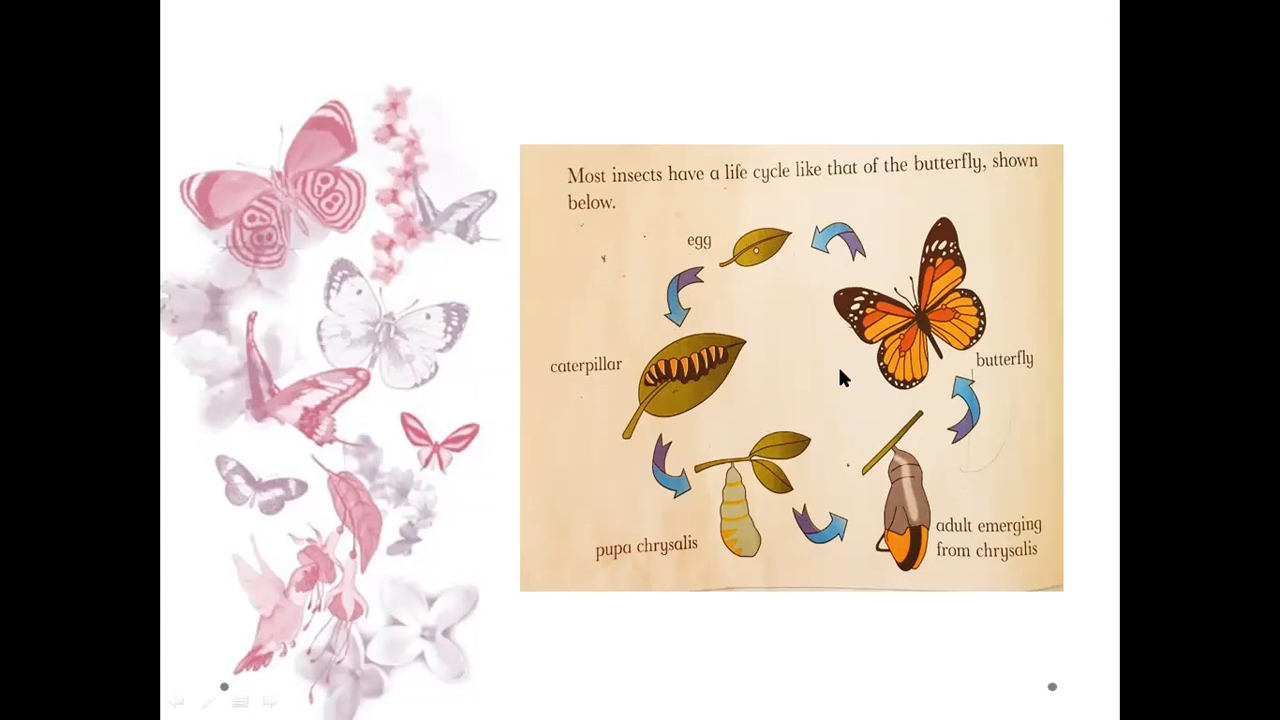 Most insects have a life cycle like that of the butterfly, shown
below.
egg
caterpillar
butterfly
pupa chrysalis
adult emerging
from chrysalis